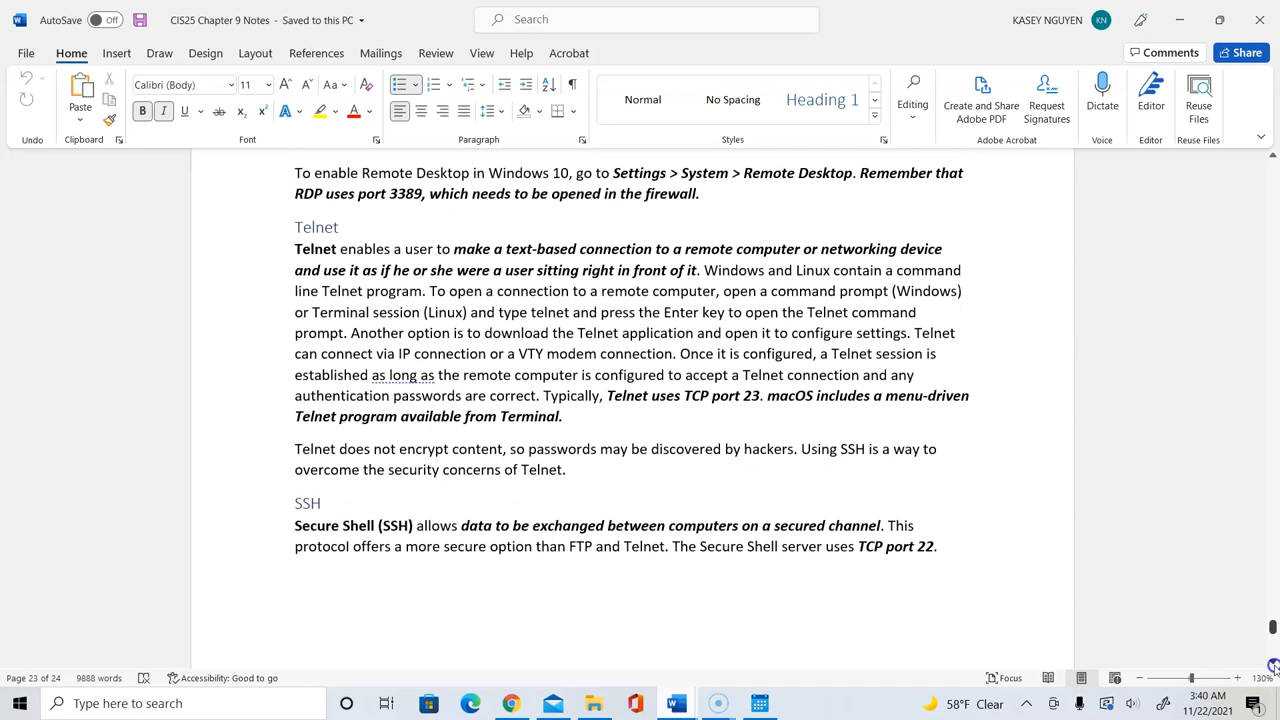 AutoSave Off CIS25 Chapter 9 Notes - Saved to this PC Search KASEY NGUYEN KN
File Home Insert Draw Design Layout References Mailings Review View Help Acrobat Comments Share
Calibri (Body) 11 Aa
Paste Editing Create and Share Adobe PDF Request Signatures Dictate Editor Reuse Files
Normal No Spacing Heading 1
Undo Clipboard Font Paragraph Styles Adobe Acrobat Voice Editor Reuse Files
To enable Remote Desktop in Windows 10, go to Settings > System > Remote Desktop. Remember that
RDP uses port 3389, which needs to be opened in the firewall.
Telnet
Telnet enables a user to make a text-based connection to a remote computer or networking device
and use it as if he or she were a user sitting right in front of it. Windows and Linux contain a command
line Telnet program. To open a connection to a remote computer, open a command prompt (Windows)
or Terminal session (Linux) and type telnet and press the Enter key to open the Telnet command
prompt. Another option is to download the Telnet application and open it to configure settings. Telnet
can connect via IP connection or a VTY modem connection. Once it is configured, a Telnet session is
established as long as the remote computer is configured to accept a Telnet connection and any
authentication passwords are correct. Typically, Telnet uses TCP port 23. macOS includes a menu-driven
Telnet program available from Terminal.
Telnet does not encrypt content, so passwords may be discovered by hackers. Using SSH is a way to
overcome the security concerns of Telnet.
SSH
Secure Shell (SSH) allows data to be exchanged between computers on a secured channel. This
protocol offers a more secure option than FTP and Telnet. The Secure Shell server uses TCP port 22.
Page 23 of 24 9888 words Accessibility: Good to go Focus 130%
Type here to search 58°F Clear 3:40 AM
11/22/2021 1